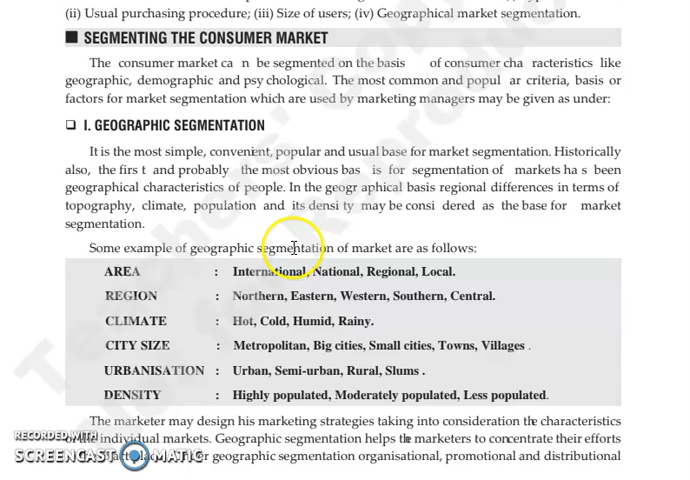 (ii) Usual purchasing procedure; (iii) Size of users; (iv) Geographical market segmentation.
SEGMENTING THE CONSUMER MARKET
The consumer market ca n be segmented on the basis of consumer cha racteristics like
geographic, demographic and psy chological. The most common and popul ar criteria, basis or
factors for market segmentation which are used by marketing managers may be given as under:
❑ I. GEOGRAPHIC SEGMENTATION
It is the most simple, convenient, popular and usual base for market segmentation. Historically
also, the firs t and probably the most obvious bas is for segmentation of markets ha s been
geographical characteristics of people. In the geogr aphical basis regional differences in terms of
topography, climate, population and its densi ty may be consi dered as the base for market
segmentation.
Some example of geographic segmentation of market are as follows:
AREA : International, National, Regional, Local.
REGION : Northern, Eastern, Western, Southern, Central.
CLIMATE : Hot, Cold, Humid, Rainy.
CITY SIZE : Metropolitan, Big cities, Small cities, Towns, Villages .
URBANISATION : Urban, Semi-urban, Rural, Slums .
DENSITY : Highly populated, Moderately populated, Less populated.
The marketer may design his marketing strategies taking into consideration the characteristics
individual markets. Geographic segmentation helps the marketers to concentrate their efforts
geographic segmentation organisational, promotional and distributional
RECORDED WITH
SCREENCAST MATIC